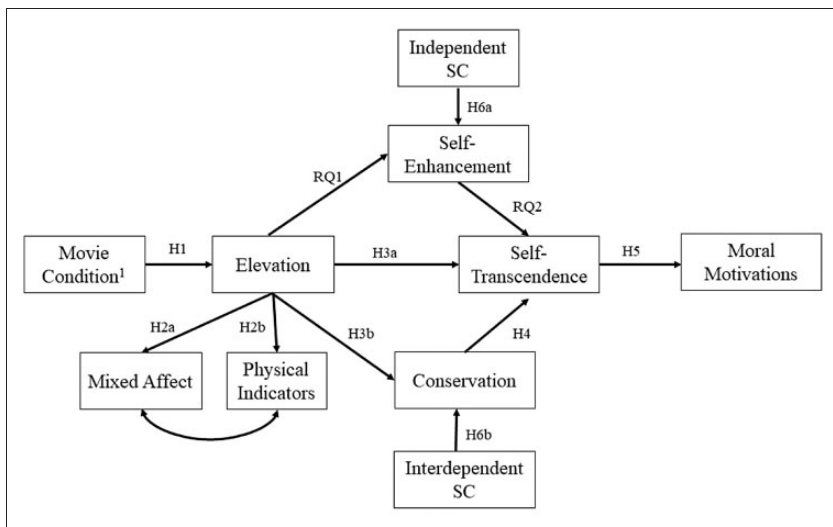 Independent
SC
H6a
Self-
Enhancement
RQ1
RQ2
Movie
Condition¹
H1
Elevation
H3a
Self-
Transcendence
H5
Moral
Motivations
H2a
H2b
H3b
H4
Mixed Affect
Physical
Indicators
Conservation
H6b
Interdependent
SC